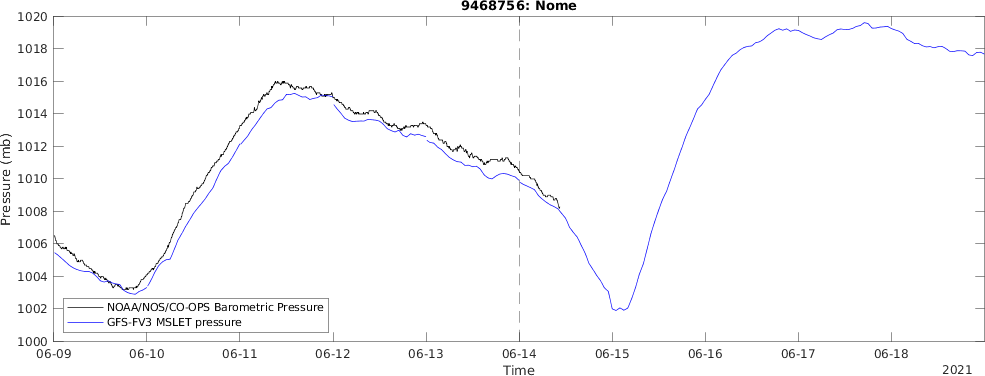 9468756: Nome
1020
1018
1016
1014
1012
1010
1008
1006
1004
1002
1000
Pressure (mb)
NOAA/NOS/CO-OPS Barometric Pressure
GFS-FV3 MSLET pressure
06-09 06-10 06-11 06-12 06-13 06-14 06-15 06-16 06-17 06-18
Time
2021